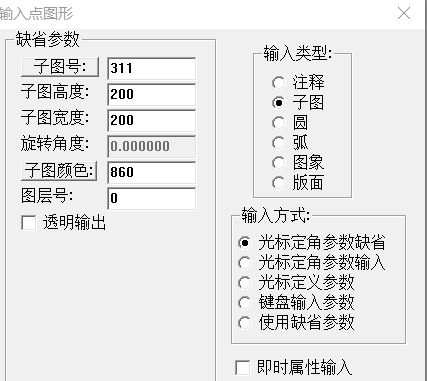 输入点图形
缺省参数
子图号: 311
子图高度: 200
子图宽度: 200
旋转角度: 0.000000
子图颜色: 860
图层号: 0
透明输出
输入类型:
注释
子图
圆
弧
图象
版面
输入方式:
光标定角参数缺省
光标定角参数输入
光标定义参数
键盘输入参数
使用缺省参数
即时属性输入